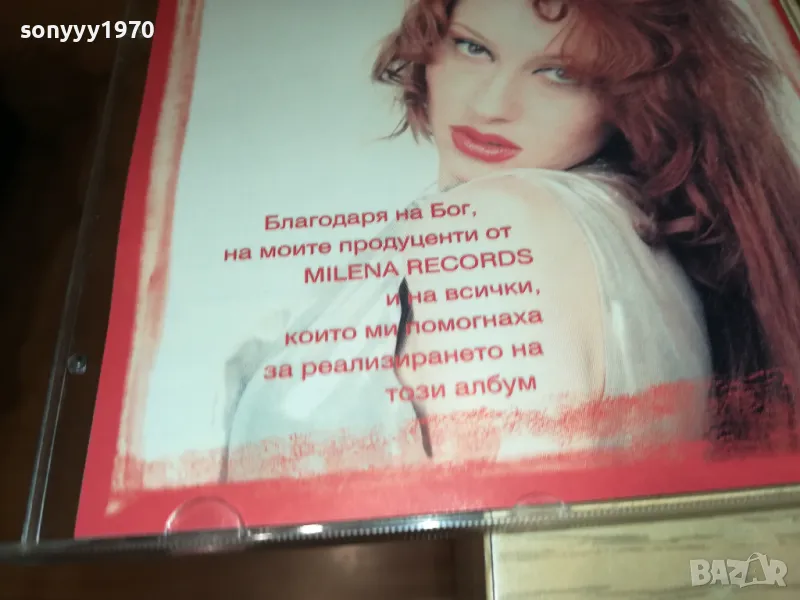 sonyyy1970
Благодаря на Бог,
на моите продуценти от
MILENA RECORDS
и на всички,
които ми помогнаха
за реализирането на
този албум
BAZAR